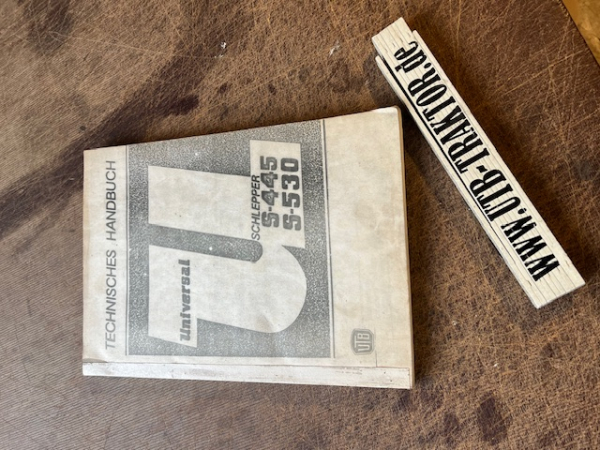 TECHNISCHES HANDBUCH
Universal
SCHLEPPER
S-445
S-530
UTB
WWW.UTB-TRAKTOR.de